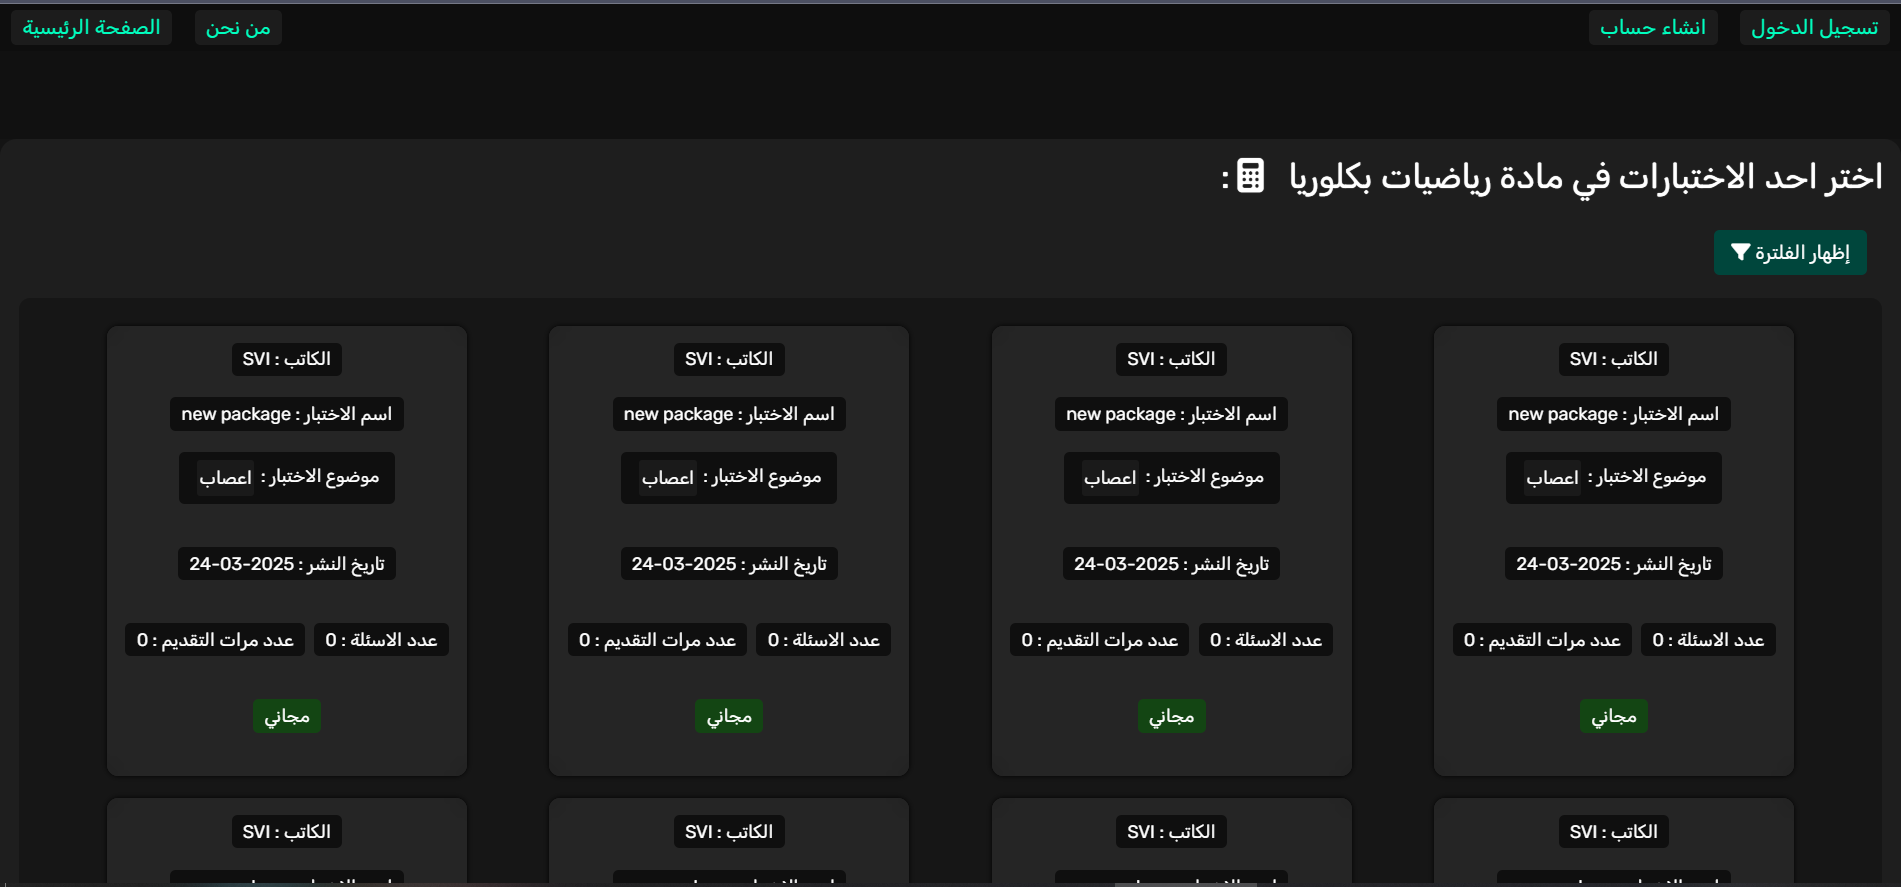 تسجيل الدخول
انشاء حساب
من نحن
الصفحة الرئيسية
اختر احد الاختبارات في مادة رياضيات بكلوريا :
إظهار الفلترة
الكاتب : SVI
اسم الاختبار : new package
موضوع الاختبار : اعصاب
تاريخ النشر : 2025-03-24
عدد الاسئلة : 0
عدد مرات التقديم : 0
مجاني
الكاتب : SVI
اسم الاختبار : new package
موضوع الاختبار : اعصاب
تاريخ النشر : 2025-03-24
عدد الاسئلة : 0
عدد مرات التقديم : 0
مجاني
الكاتب : SVI
اسم الاختبار : new package
موضوع الاختبار : اعصاب
تاريخ النشر : 2025-03-24
عدد الاسئلة : 0
عدد مرات التقديم : 0
مجاني
الكاتب : SVI
اسم الاختبار : new package
موضوع الاختبار : اعصاب
تاريخ النشر : 2025-03-24
عدد الاسئلة : 0
عدد مرات التقديم : 0
مجاني
الكاتب : SVI
الكاتب : SVI
الكاتب : SVI
الكاتب : SVI